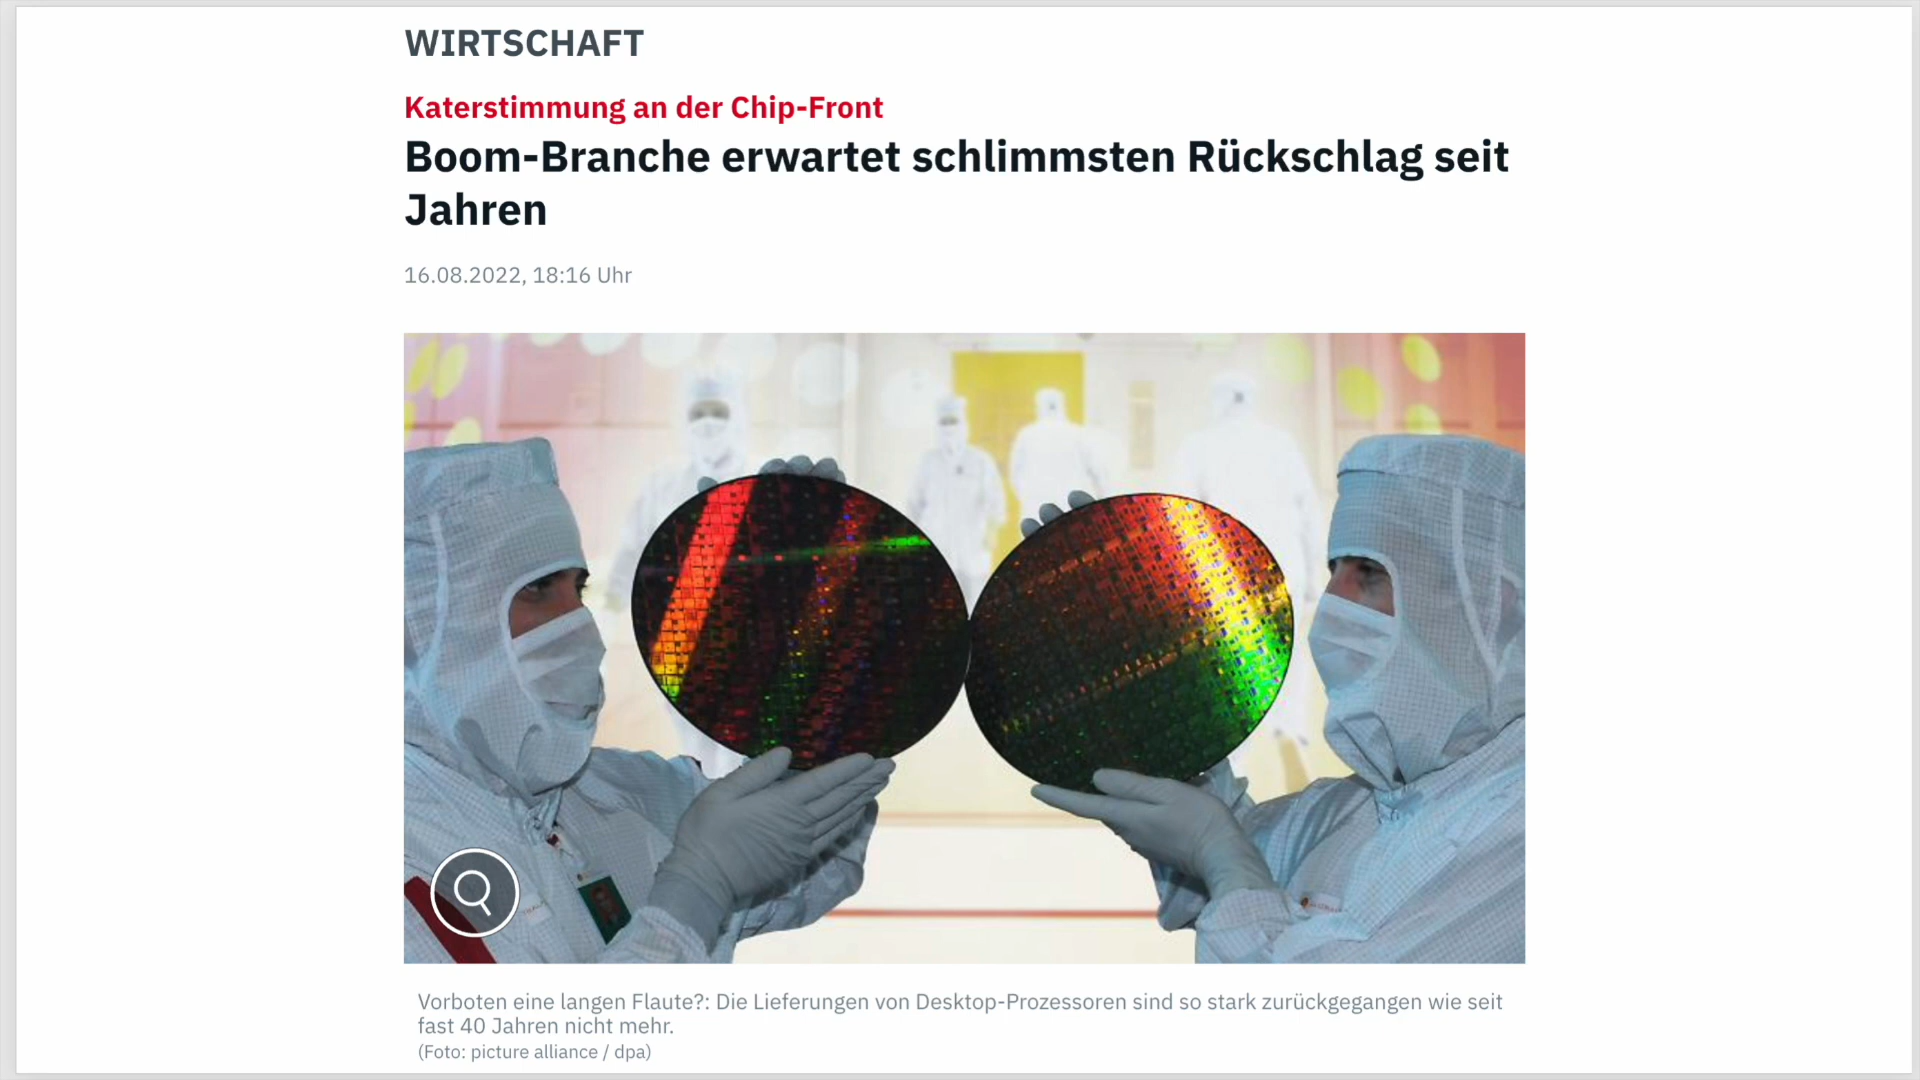 WIRTSCHAFT
Katerstimmung an der Chip-Front
Boom-Branche erwartet schlimmsten Rückschlag seit
Jahren
16.08.2022, 18:16 Uhr
Vorboten eine langen Flaute?: Die Lieferungen von Desktop-Prozessoren sind so stark zurückgegangen wie seit
fast 40 Jahren nicht mehr.
(Foto: picture alliance / dpa)